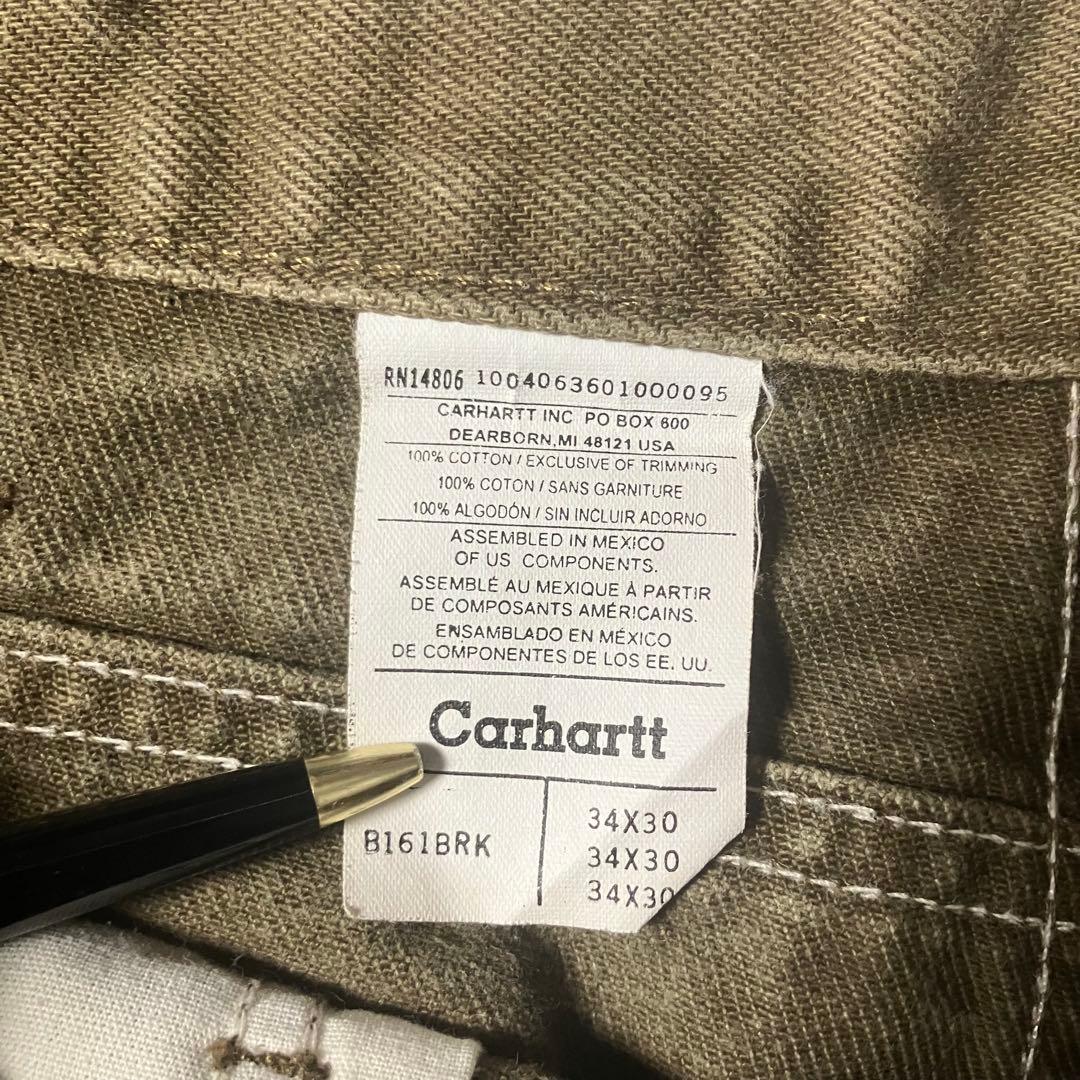 RN14806 1004063601000095
CARHARTT INC PO BOX 600
DEARBORN,MI 48121 USA
100% COTTON / EXCLUSIVE OF TRIMMING
100% COTON / SANS GARNITURE
100% ALGODÓN / SIN INCLUIR ADORNO
ASSEMBLED IN MEXICO
OF US COMPONENTS.
ASSEMBLÉ AU MEXIQUE À PARTIR
DE COMPOSANTS AMÉRICAINS.
ENSAMBLADO EN MÉXICO
DE COMPONENTES DE LOS EE. UU.
Carhartt
34X30
B161BRK 34X30
34X30